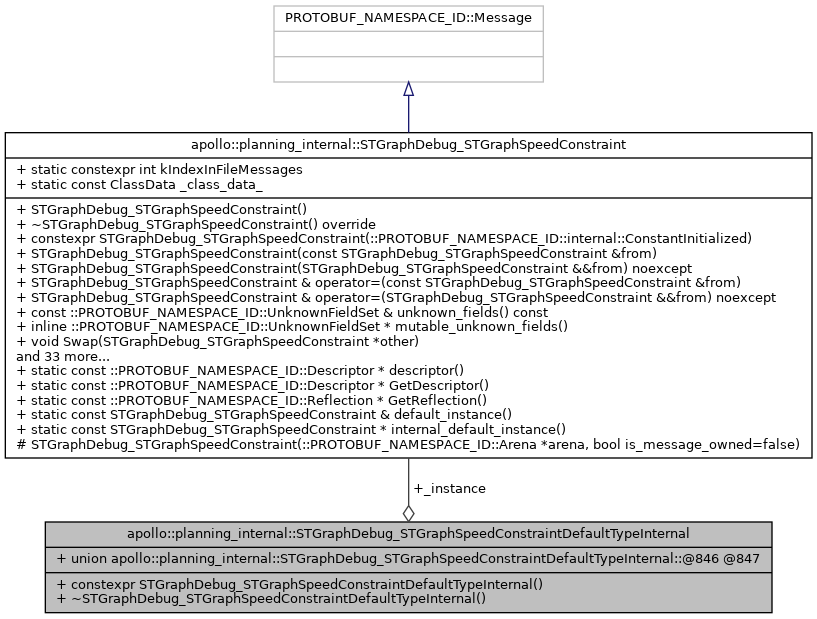 PROTOBUF_NAMESPACE_ID::Message
apollo::planning_internal::STGraphDebug_STGraphSpeedConstraint
+ static constexpr int kIndexInFileMessages
+ static const ClassData _class_data_
+ STGraphDebug_STGraphSpeedConstraint()
+ ~STGraphDebug_STGraphSpeedConstraint() override
+ constexpr STGraphDebug_STGraphSpeedConstraint(::PROTOBUF_NAMESPACE_ID::internal::ConstantInitialized)
+ STGraphDebug_STGraphSpeedConstraint(const STGraphDebug_STGraphSpeedConstraint &from)
+ STGraphDebug_STGraphSpeedConstraint(STGraphDebug_STGraphSpeedConstraint &&from) noexcept
+ STGraphDebug_STGraphSpeedConstraint & operator=(const STGraphDebug_STGraphSpeedConstraint &from)
+ STGraphDebug_STGraphSpeedConstraint & operator=(STGraphDebug_STGraphSpeedConstraint &&from) noexcept
+ const ::PROTOBUF_NAMESPACE_ID::UnknownFieldSet & unknown_fields() const
+ inline ::PROTOBUF_NAMESPACE_ID::UnknownFieldSet * mutable_unknown_fields()
+ void Swap(STGraphDebug_STGraphSpeedConstraint *other)
and 33 more...
+ static const ::PROTOBUF_NAMESPACE_ID::Descriptor * descriptor()
+ static const ::PROTOBUF_NAMESPACE_ID::Descriptor * GetDescriptor()
+ static const ::PROTOBUF_NAMESPACE_ID::Reflection * GetReflection()
+ static const STGraphDebug_STGraphSpeedConstraint & default_instance()
+ static const STGraphDebug_STGraphSpeedConstraint * internal_default_instance()
# STGraphDebug_STGraphSpeedConstraint(::PROTOBUF_NAMESPACE_ID::Arena *arena, bool is_message_owned=false)
+_instance
apollo::planning_internal::STGraphDebug_STGraphSpeedConstraintDefaultTypeInternal
+ union apollo::planning_internal::STGraphDebug_STGraphSpeedConstraintDefaultTypeInternal::@846 @847
+ constexpr STGraphDebug_STGraphSpeedConstraintDefaultTypeInternal()
+ ~STGraphDebug_STGraphSpeedConstraintDefaultTypeInternal()